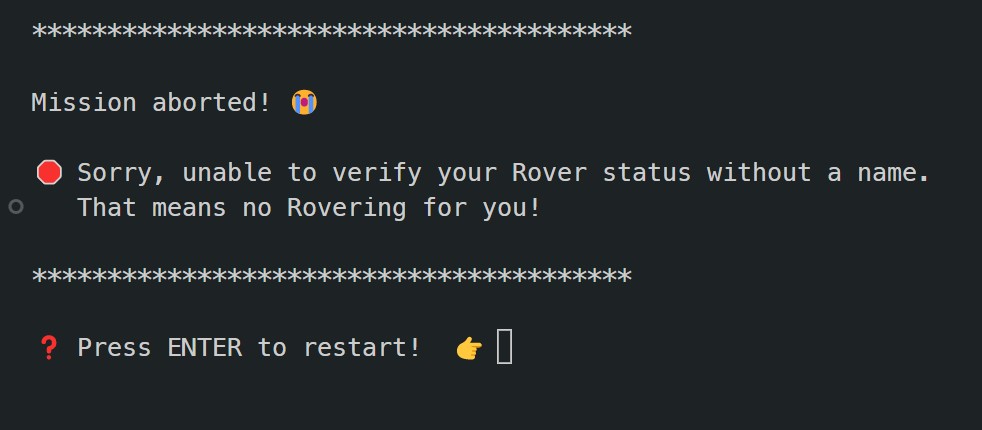 ****************************************
Mission aborted! 😭
🛑 Sorry, unable to verify your Rover status without a name.
That means no Rovering for you!
****************************************
❓ Press ENTER to restart! 👉